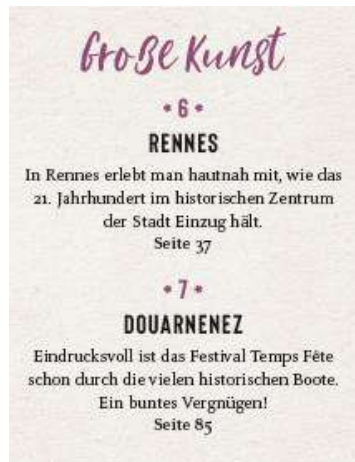 Große Kunst
• 6 •
RENNES
In Rennes erlebt man hautnah mit, wie das
21. Jahrhundert im historischen Zentrum
der Stadt Einzug hält.
Seite 37
• 7 •
DOUARNENEZ
Eindrucksvoll ist das Festival Temps Fête
schon durch die vielen historischen Boote.
Ein buntes Vergnügen!
Seite 85